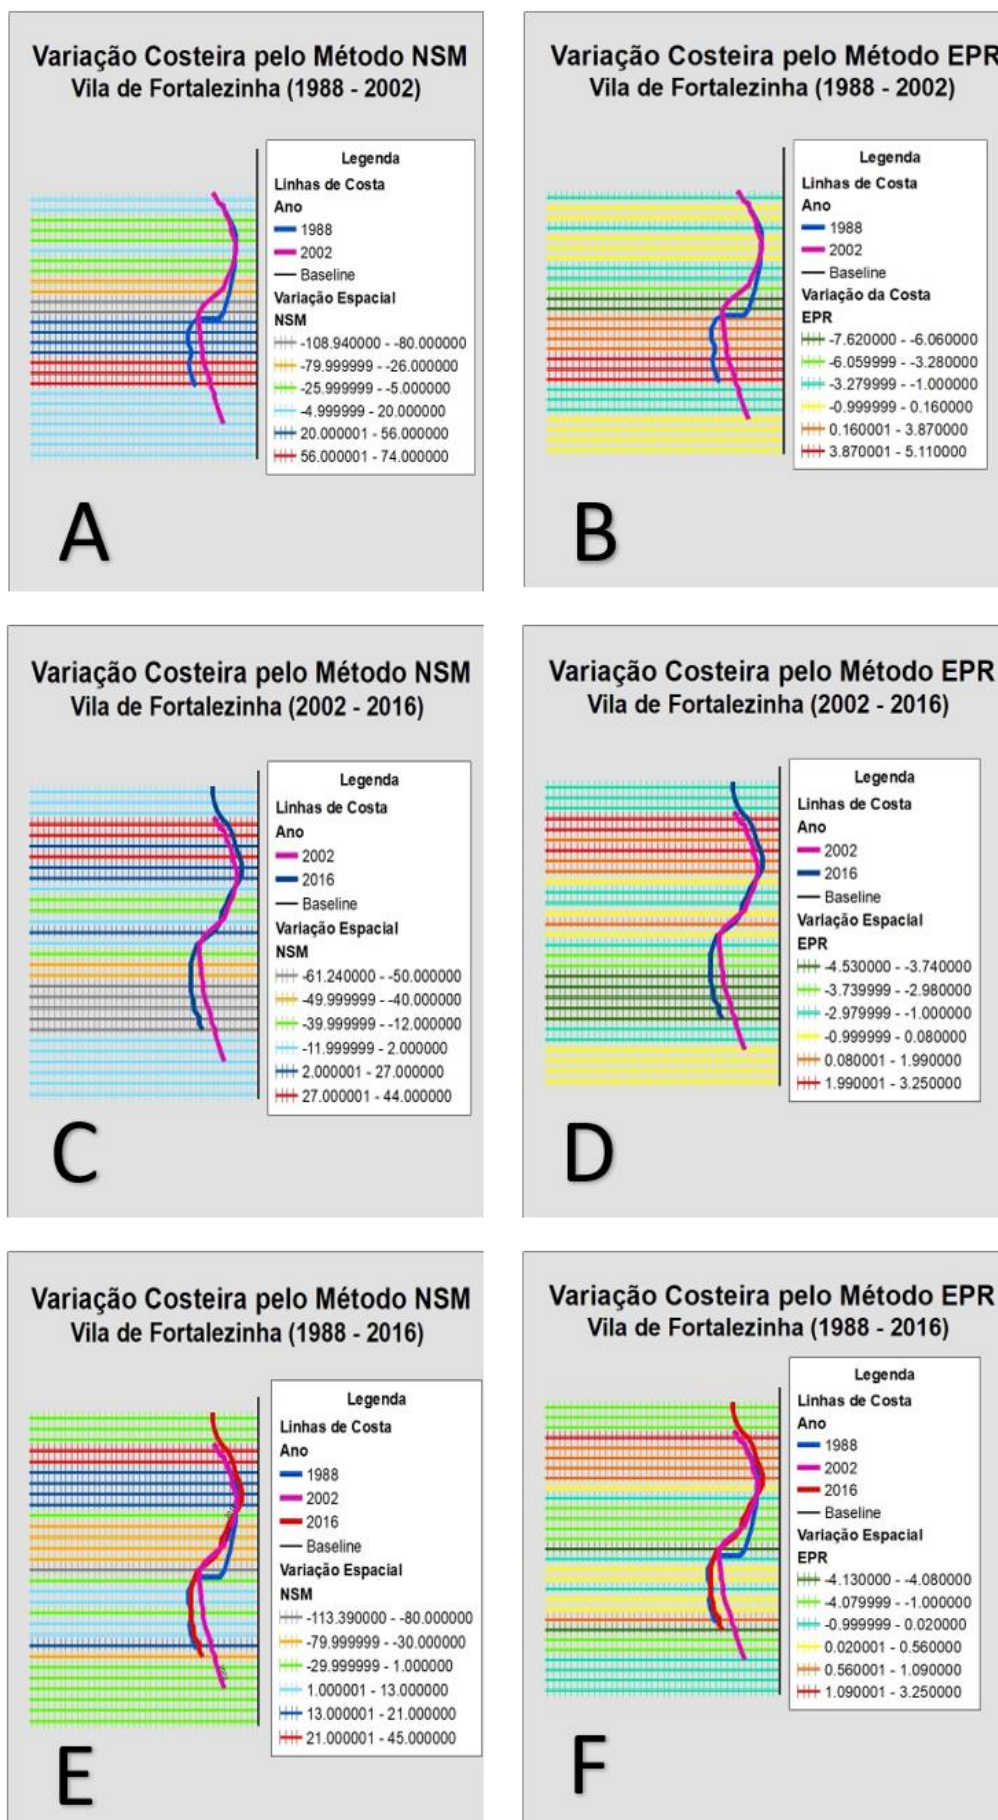 Variação Costeira pelo Método NSM
Vila de Fortalezinha (1988 - 2002)
Legenda
Linhas de Costa
Ano
1988
2002
Baseline
Variação Espacial
NSM
-108.940000 - -80.000000
-79.999999 - -26.000000
-25.999999 - -5.000000
-4.999999 - 20.000000
20.000001 - 56.000000
56.000001 - 74.000000
A
Variação Costeira pelo Método EPR
Vila de Fortalezinha (1988 - 2002)
Legenda
Linhas de Costa
Ano
1988
2002
Baseline
Variação da Costa
EPR
-7.620000 - -6.060000
-6.059999 - -3.280000
-3.279999 - -1.000000
-0.999999 - 0.160000
0.160001 - 3.870000
3.870001 - 5.110000
B
Variação Costeira pelo Método NSM
Vila de Fortalezinha (2002 - 2016)
Legenda
Linhas de Costa
Ano
2002
2016
Baseline
Variação Espacial
NSM
-61.240000 - -50.000000
-49.999999 - -40.000000
-39.999999 - -12.000000
-11.999999 - 2.000000
2.000001 - 27.000000
27.000001 - 44.000000
C
Variação Costeira pelo Método EPR
Vila de Fortalezinha (2002 - 2016)
Legenda
Linhas de Costa
Ano
2002
2016
Baseline
Variação Espacial
EPR
-4.530000 - -3.740000
-3.739999 - -2.980000
-2.979999 - -1.000000
-0.999999 - 0.080000
0.080001 - 1.990000
1.990001 - 3.250000
D
Variação Costeira pelo Método NSM
Vila de Fortalezinha (1988 - 2016)
Legenda
Linhas de Costa
Ano
1988
2002
2016
Baseline
Variação Espacial
NSM
-113.390000 - -80.000000
-79.999999 - -30.000000
-29.999999 - 1.000000
1.000001 - 13.000000
13.000001 - 21.000000
21.000001 - 45.000000
E
Variação Costeira pelo Método EPR
Vila de Fortalezinha (1988 - 2016)
Legenda
Linhas de Costa
Ano
1988
2002
2016
Baseline
Variação Espacial
EPR
-4.130000 - -4.080000
-4.079999 - -1.000000
-0.999999 - 0.020000
0.020001 - 0.560000
0.560001 - 1.090000
1.090001 - 3.250000
F